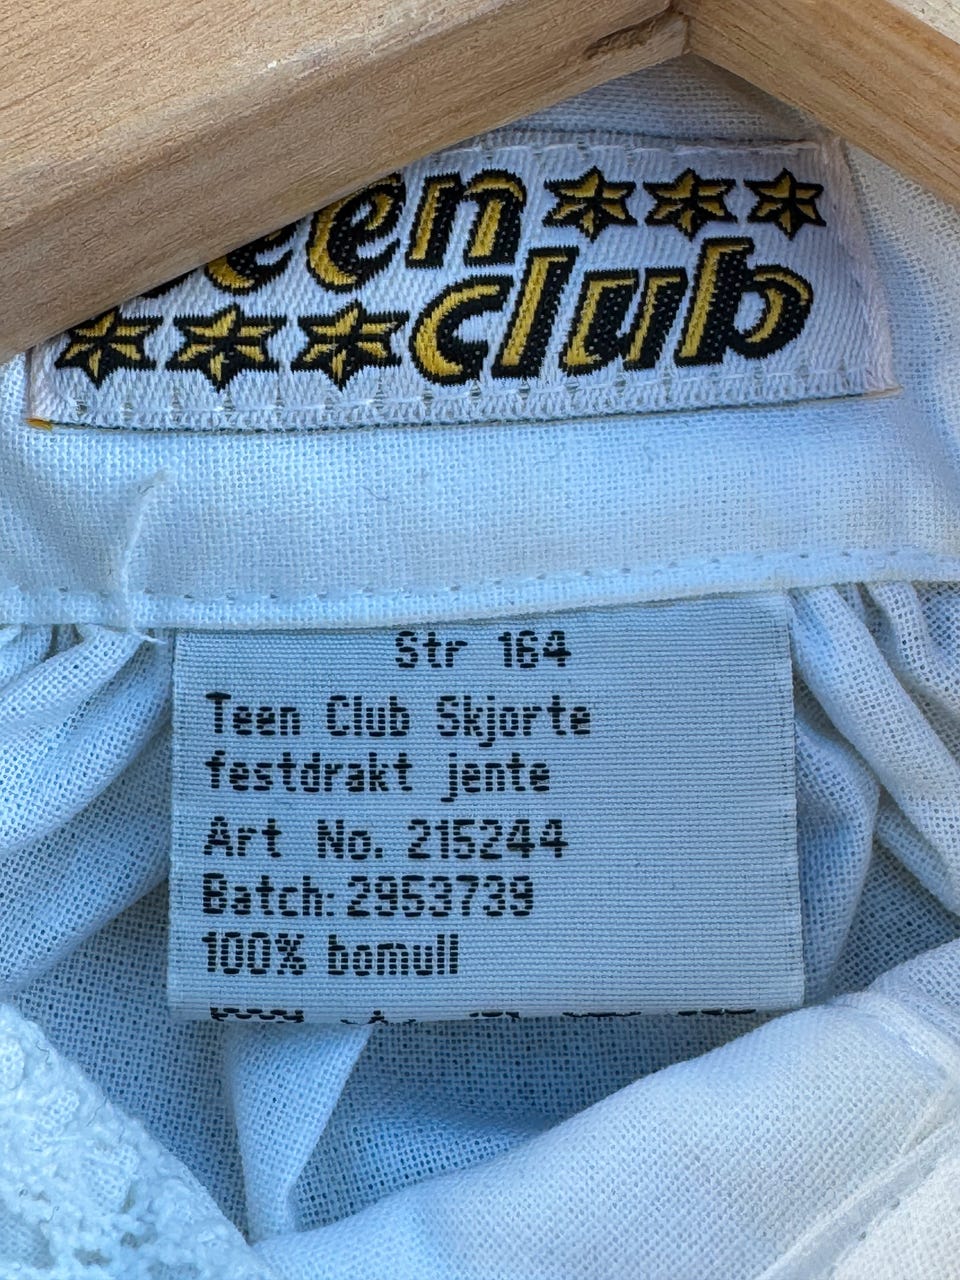 een
club
Str 164
Teen Club Skjorte
festdrakt jente
Art No. 215244
Batch: 2953739
100% bomull